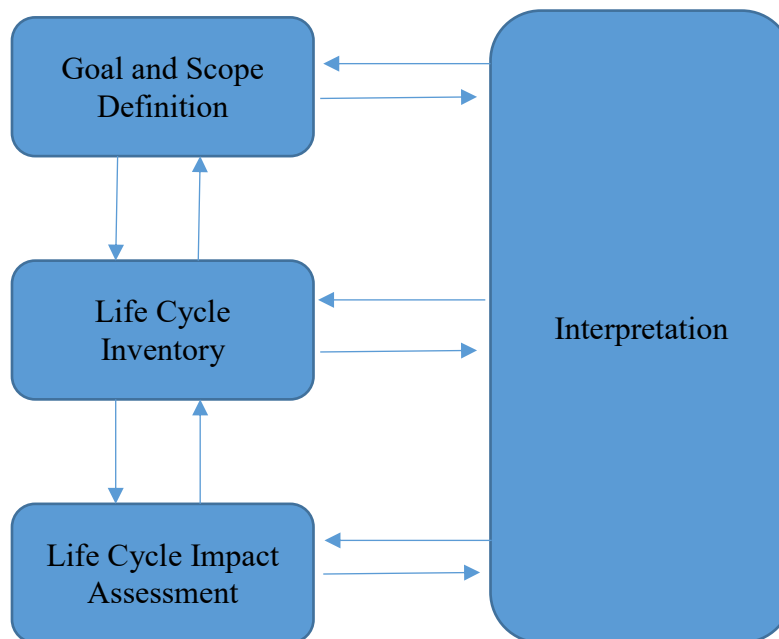 Goal and Scope
Definition
Life Cycle
Inventory
Interpretation
Life Cycle Impact
Assessment